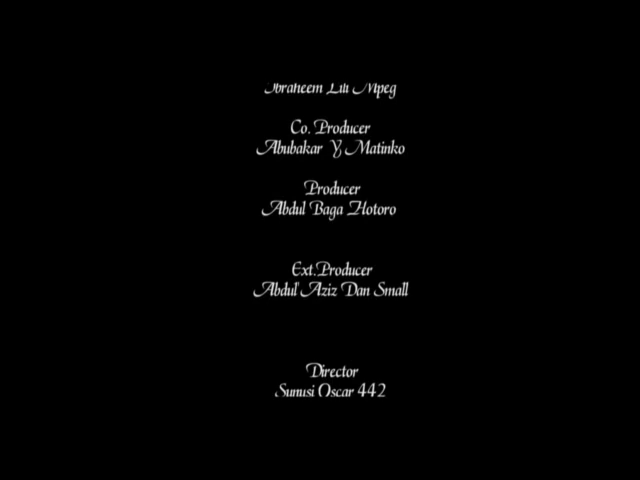 Ibraheem Lili Mpeg
Co. Producer
Abubakar Y, Matinko
Producer
Abdul Baga Hotoro
Ext.Producer
Abdul'Aziz Dan Small
Director
Sunusi Oscar 442